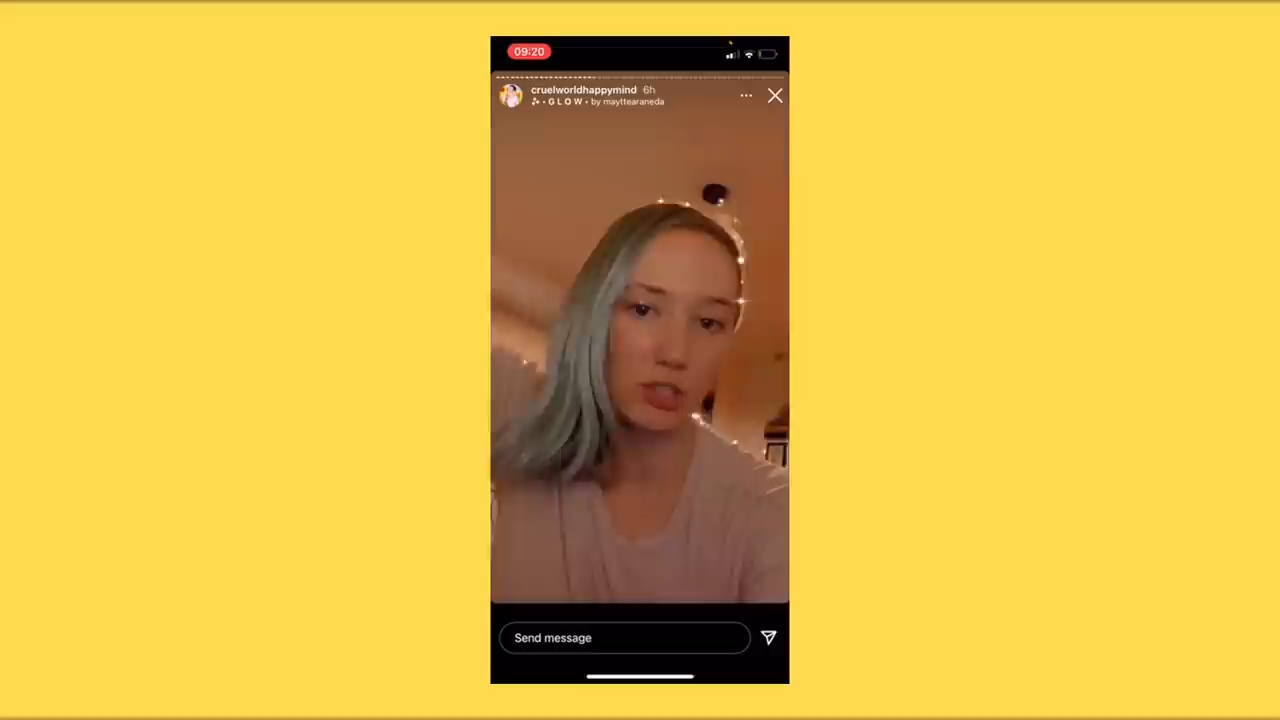 09:20
cruelworldhappymind 6h
• G L O W • by mayttearaneda
Send message